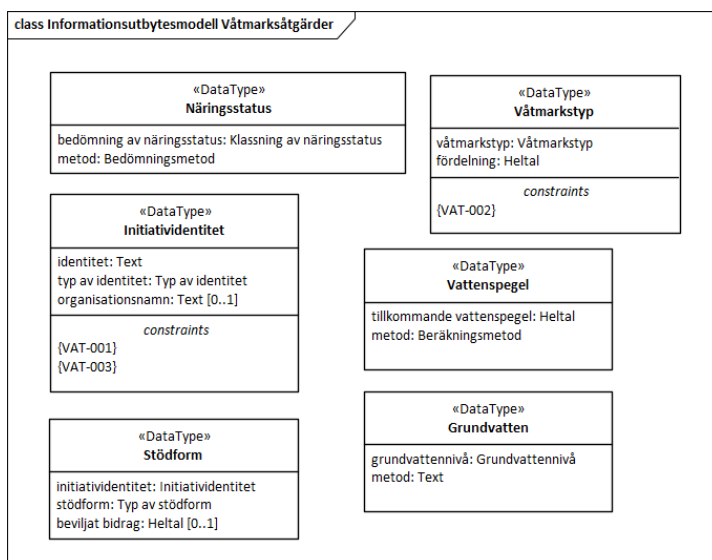 class Informationsutbytesmodell Våtmarksåtgärder
«DataType»
Näringsstatus
bedömning av näringsstatus: Klassning av näringsstatus
metod: Bedömningsmetod
«DataType»
Våtmarkstyp
våtmarkstyp: Våtmarkstyp
fördelning: Heltal
constraints
{VAT-002}
«DataType»
Initiatividentitet
identitet: Text
typ av identitet: Typ av identitet
organisationsnamn: Text [0..1]
constraints
{VAT-001}
{VAT-003}
«DataType»
Vattenspegel
tillkommande vattenspegel: Heltal
metod: Beräkningsmetod
«DataType»
Stödform
initiatividentitet: Initiatividentitet
stödform: Typ av stödform
beviljat bidrag: Heltal [0..1]
«DataType»
Grundvatten
grundvattennivå: Grundvattennivå
metod: Text